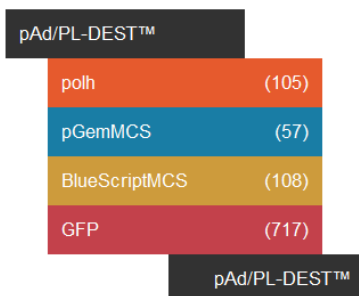 pAd/PL-DEST™
polh (105)
pGemMCS (57)
BlueScriptMCS (108)
GFP (717)
pAd/PL-DEST™